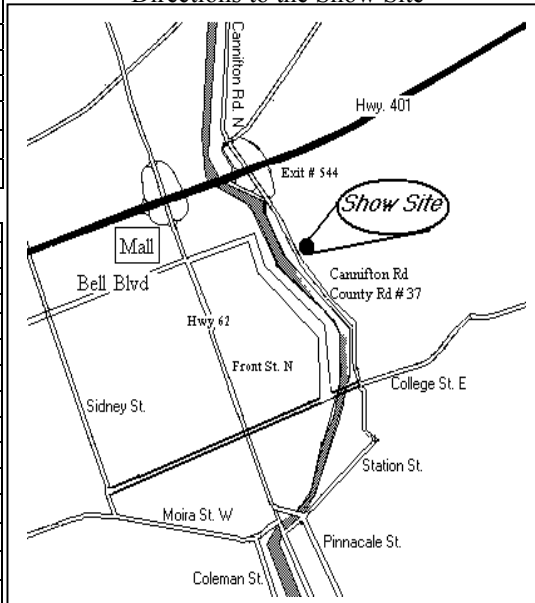 Directions to the Show Site
Cannifton Rd. N
Hwy. 401
Exit # 544
Show Site
Mall
Cannifton Rd
County Rd # 37
Bell Blvd
Hwy 62
Front St. N
College St. E
Sidney St.
Station St.
Moira St. W
Pinnacale St.
Coleman St.